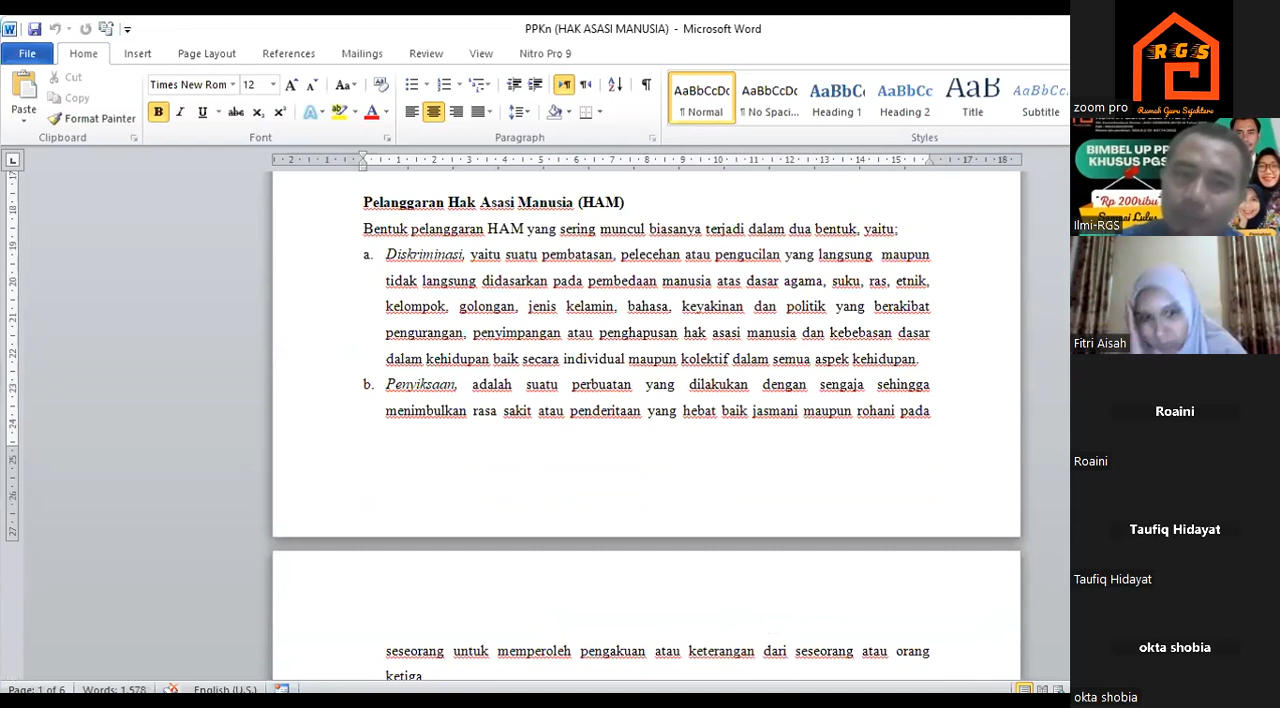 PPKn (HAK ASASI MANUSIA) - Microsoft Word
File Home Insert Page Layout References Mailings Review View Nitro Pro 9
Paste
Cut
Copy
Format Painter
Clipboard
Times New Rom 12
Font
Paragraph
AaBbCcDc AaBbCcDc AaBbC AaBbCc AaB AaBbCc
¶ Normal ¶ No Spaci... Heading 1 Heading 2 Title Subtitle
Styles
Pelanggaran Hak Asasi Manusia (HAM)
Bentuk pelanggaran HAM yang sering muncul biasanya terjadi dalam dua bentuk, yaitu;
a. Diskriminasi, yaitu suatu pembatasan, pelecehan atau pengucilan yang langsung maupun
tidak langsung didasarkan pada pembedaan manusia atas dasar agama, suku, ras, etnik,
kelompok, golongan, jenis kelamin, bahasa, keyakinan dan politik yang berakibat
pengurangan, penyimpangan atau penghapusan hak asasi manusia dan kebebasan dasar
dalam kehidupan baik secara individual maupun kolektif dalam semua aspek kehidupan.
b. Penyiksaan, adalah suatu perbuatan yang dilakukan dengan sengaja sehingga
menimbulkan rasa sakit atau penderitaan yang hebat baik jasmani maupun rohani pada
seseorang untuk memperoleh pengakuan atau keterangan dari seseorang atau orang
ketiga
Page: 1 of 6 Words: 1,578 English (U.S.)
RGS
Rumah Guru Sejahtera
zoom pro
BIMBEL UP PP
KHUSUS PGS
Rp 200ribu
Sampai Lulus
Ilmi-RGS
Fitri Aisah
Roaini
Roaini
Taufiq Hidayat
Taufiq Hidayat
okta shobia
okta shobia